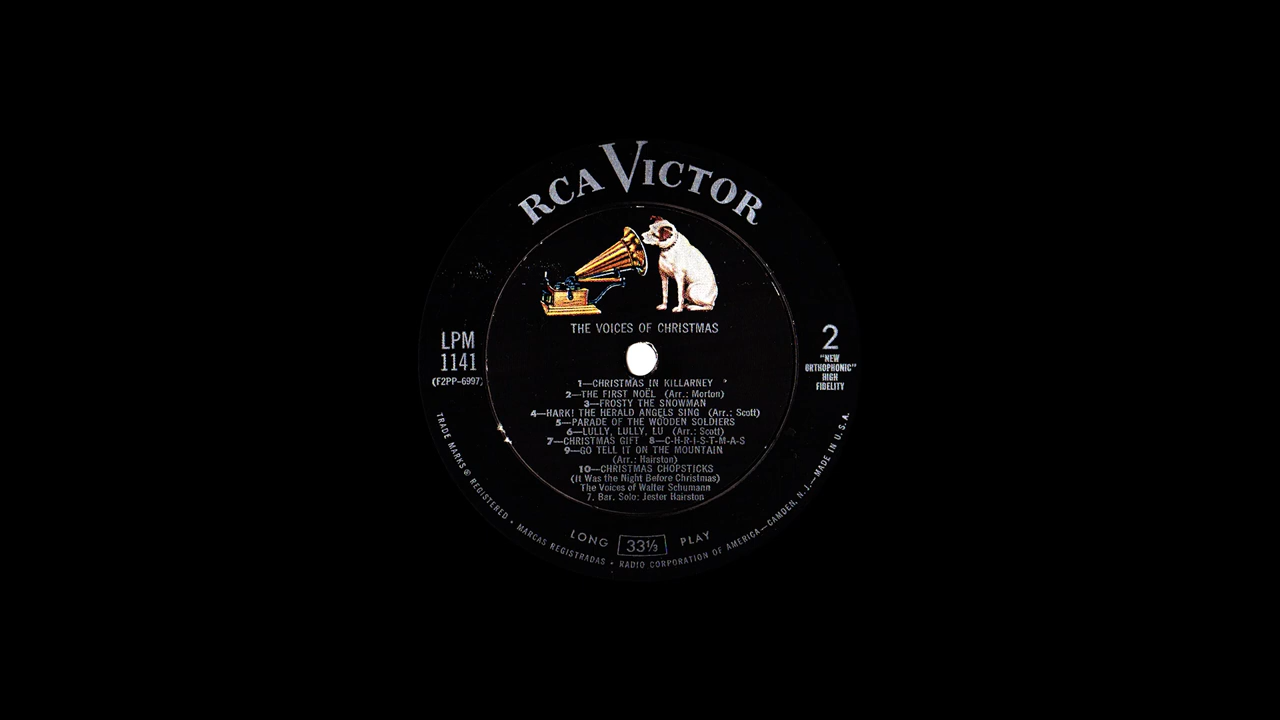 RCA VICTOR
THE VOICES OF CHRISTMAS
LPM
1141
(F2PP-6997)
2
"NEW
ORTHOPHONIC"
HIGH
FIDELITY
1—CHRISTMAS IN KILLARNEY
2—THE FIRST NOËL (Arr.: Morton)
3—FROSTY THE SNOWMAN
4—HARK! THE HERALD ANGELS SING (Arr.: Scott)
5—PARADE OF THE WOODEN SOLDIERS
6—LULLY, LULLY, LU (Arr.: Scott)
7—CHRISTMAS GIFT 8—C-H-R-I-S-T-M-A-S
9—GO TELL IT ON THE MOUNTAIN
(Arr.: Hairston)
10—CHRISTMAS CHOPSTICKS
(It Was the Night Before Christmas)
The Voices of Walter Schumann
7. Bar. Solo: Jester Hairston
LONG 33⅓ PLAY
TRADE MARKS ® REGISTERED • MARCAS REGISTRADAS • RADIO CORPORATION OF AMERICA—CAMDEN, N. J.—MADE IN U. S. A.